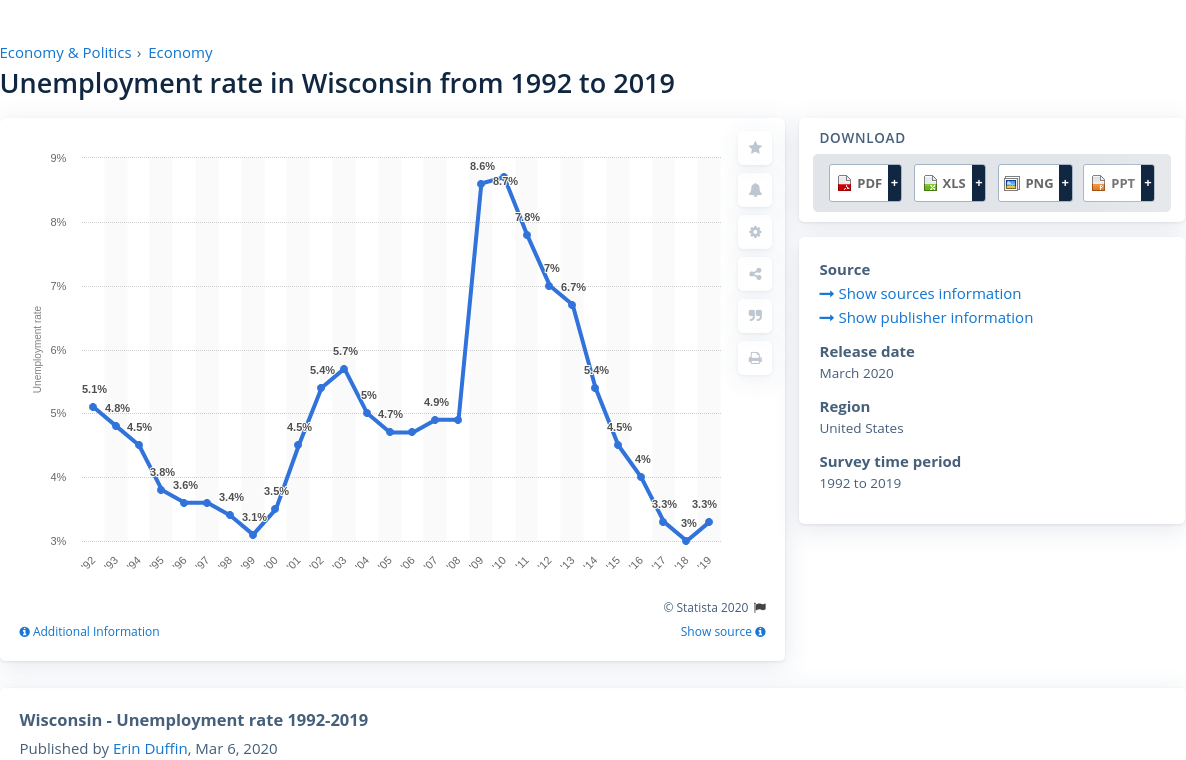 Economy & Politics › Economy
Unemployment rate in Wisconsin from 1992 to 2019
9%
8%
7%
6%
5%
4%
3%
Unemployment rate
5.1%
4.8%
4.5%
3.8%
3.6%
3.4%
3.1%
3.5%
4.5%
5.4%
5.7%
5%
4.7%
4.9%
8.6%
8.7%
7.8%
7%
6.7%
5.4%
4.5%
4%
3.3%
3%
3.3%
'92 '93 '94 '95 '96 '97 '98 '99 '00 '01 '02 '03 '04 '05 '06 '07 '08 '09 '10 '11 '12 '13 '14 '15 '16 '17 '18 '19
© Statista 2020
Additional Information
Show source
DOWNLOAD
PDF + XLS + PNG + PPT +
Source
Show sources information
Show publisher information
Release date
March 2020
Region
United States
Survey time period
1992 to 2019
Wisconsin - Unemployment rate 1992-2019
Published by Erin Duffin, Mar 6, 2020